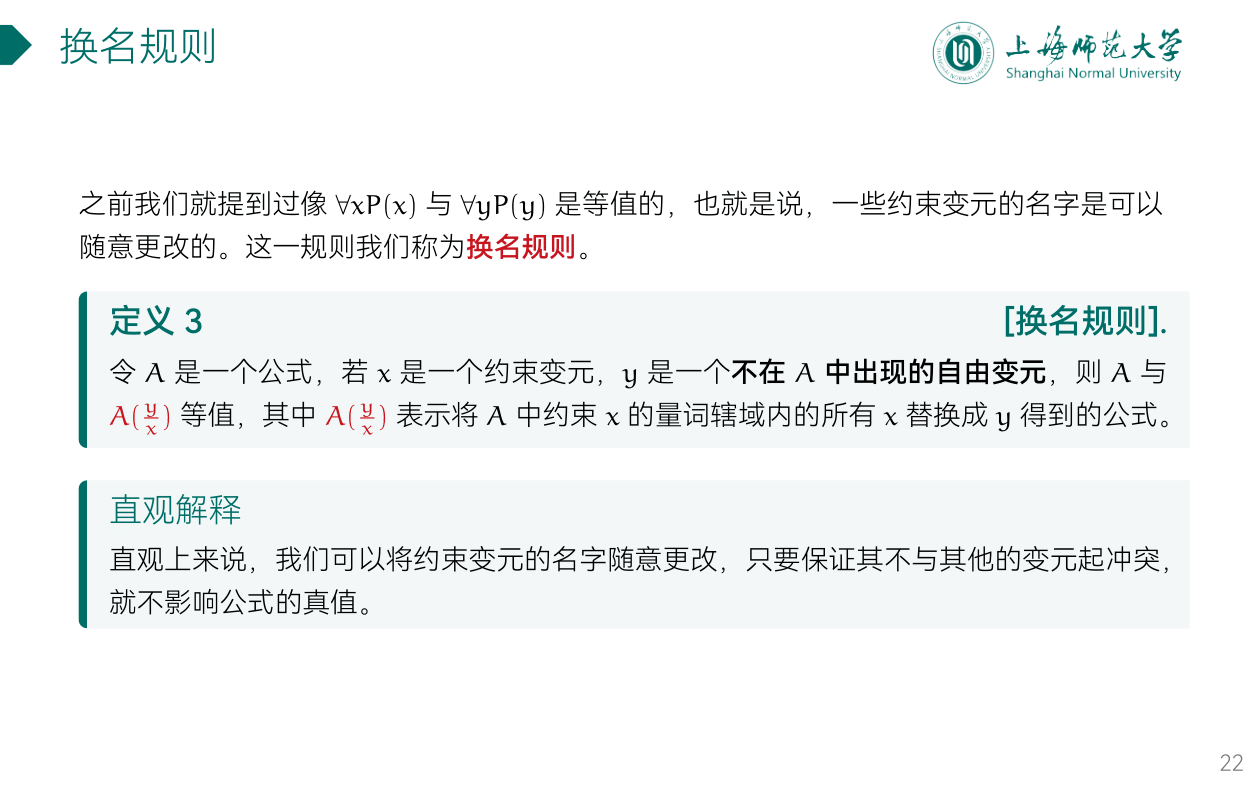 换名规则
上海师范大学
Shanghai Normal University
之前我们就提到过像 ∀xP(x) 与 ∀yP(y) 是等值的，也就是说，一些约束变元的名字是可以
随意更改的。这一规则我们称为换名规则。
定义 3 [换名规则].
令 A 是一个公式，若 x 是一个约束变元，y 是一个不在 A 中出现的自由变元，则 A 与
A(y/x) 等值，其中 A(y/x) 表示将 A 中约束 x 的量词辖域内的所有 x 替换成 y 得到的公式。
直观解释
直观上来说，我们可以将约束变元的名字随意更改，只要保证其不与其他的变元起冲突，
就不影响公式的真值。
22